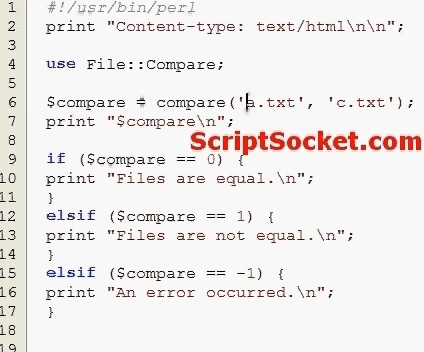 1 #!/usr/bin/perl
2 print "Content-type: text/html\n\n";
3
4 use File::Compare;
5
6 $compare = compare('a.txt', 'c.txt');
7 print "$compare\n";
8
ScriptSocket.com
9 if ($compare == 0) {
10 print "Files are equal.\n";
11 }
12 elsif ($compare == 1) {
13 print "Files are not equal.\n";
14 }
15 elsif ($compare == -1) {
16 print "An error occurred.\n";
17 }
18
19